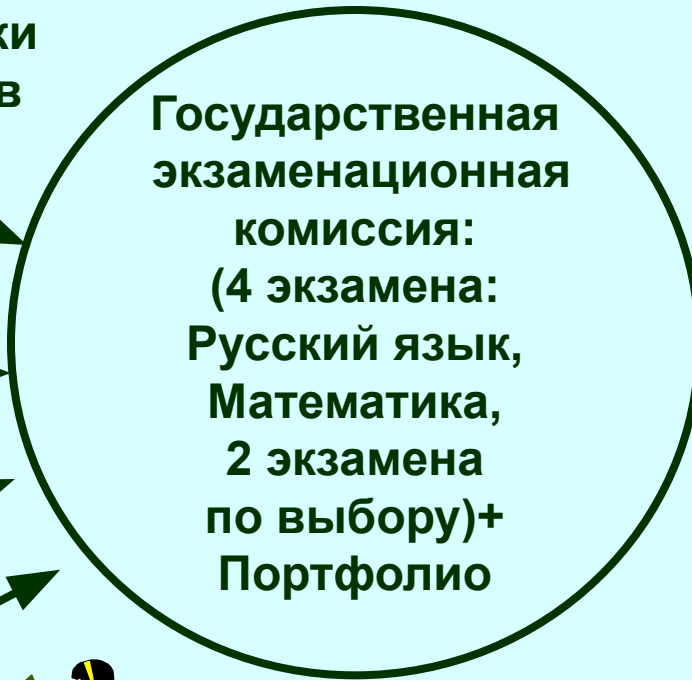 Государственная
экзаменационная
комиссия:
(4 экзамена:
Русский язык,
Математика,
2 экзамена
по выбору)+
Портфолио